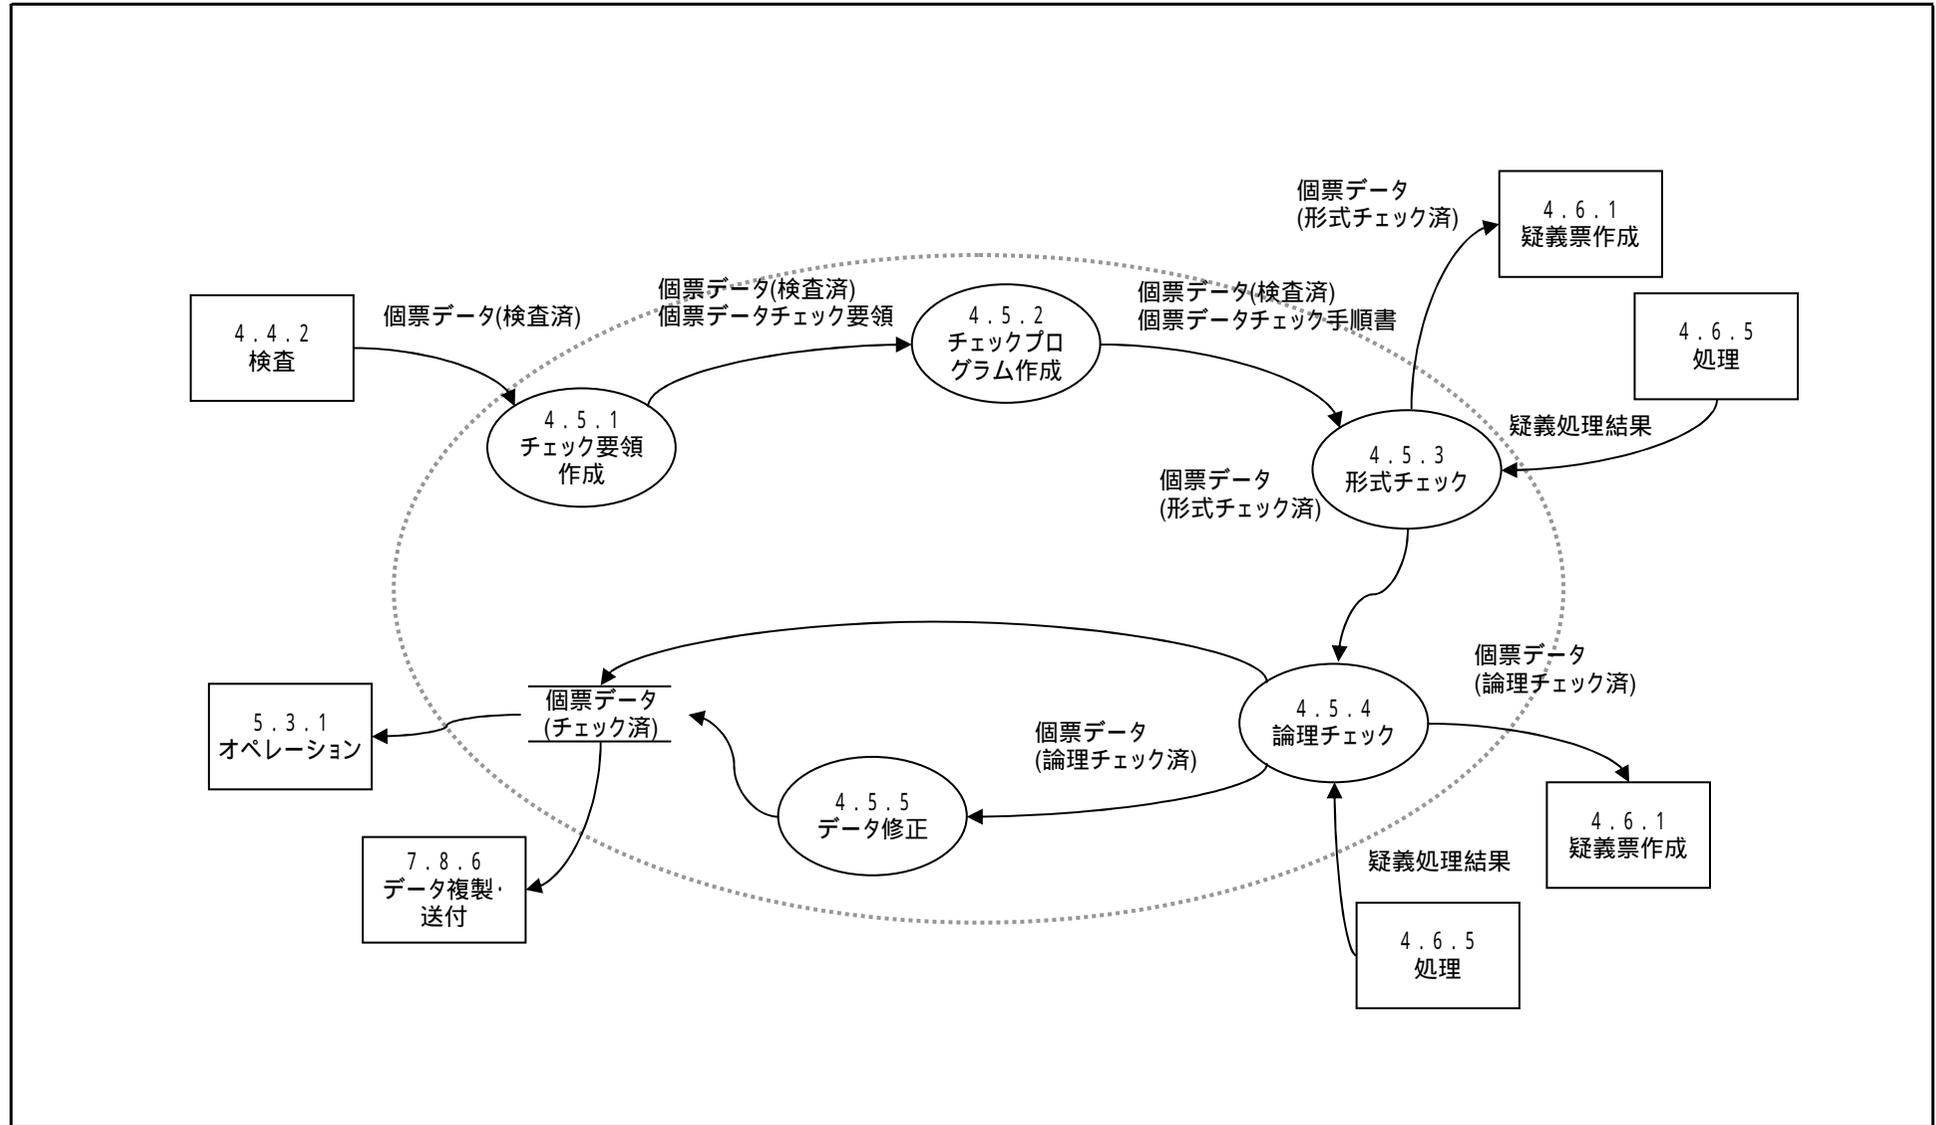 個票データ
(形式チェック済)
4.6.1
疑義票作成
4.4.2
検査
個票データ(検査済)
個票データ(検査済)
個票データチェック要領
4.5.2
チェックプロ
グラム作成
個票データ(検査済)
個票データチェック手順書
4.6.5
処理
4.5.1
チェック要領
作成
疑義処理結果
4.5.3
形式チェック
個票データ
(形式チェック済)
個票データ
(論理チェック済)
5.3.1
オペレーション
個票データ
(チェック済)
個票データ
(論理チェック済)
4.5.4
論理チェック
4.5.5
データ修正
4.6.1
疑義票作成
7.8.6
データ複製・
送付
疑義処理結果
4.6.5
処理